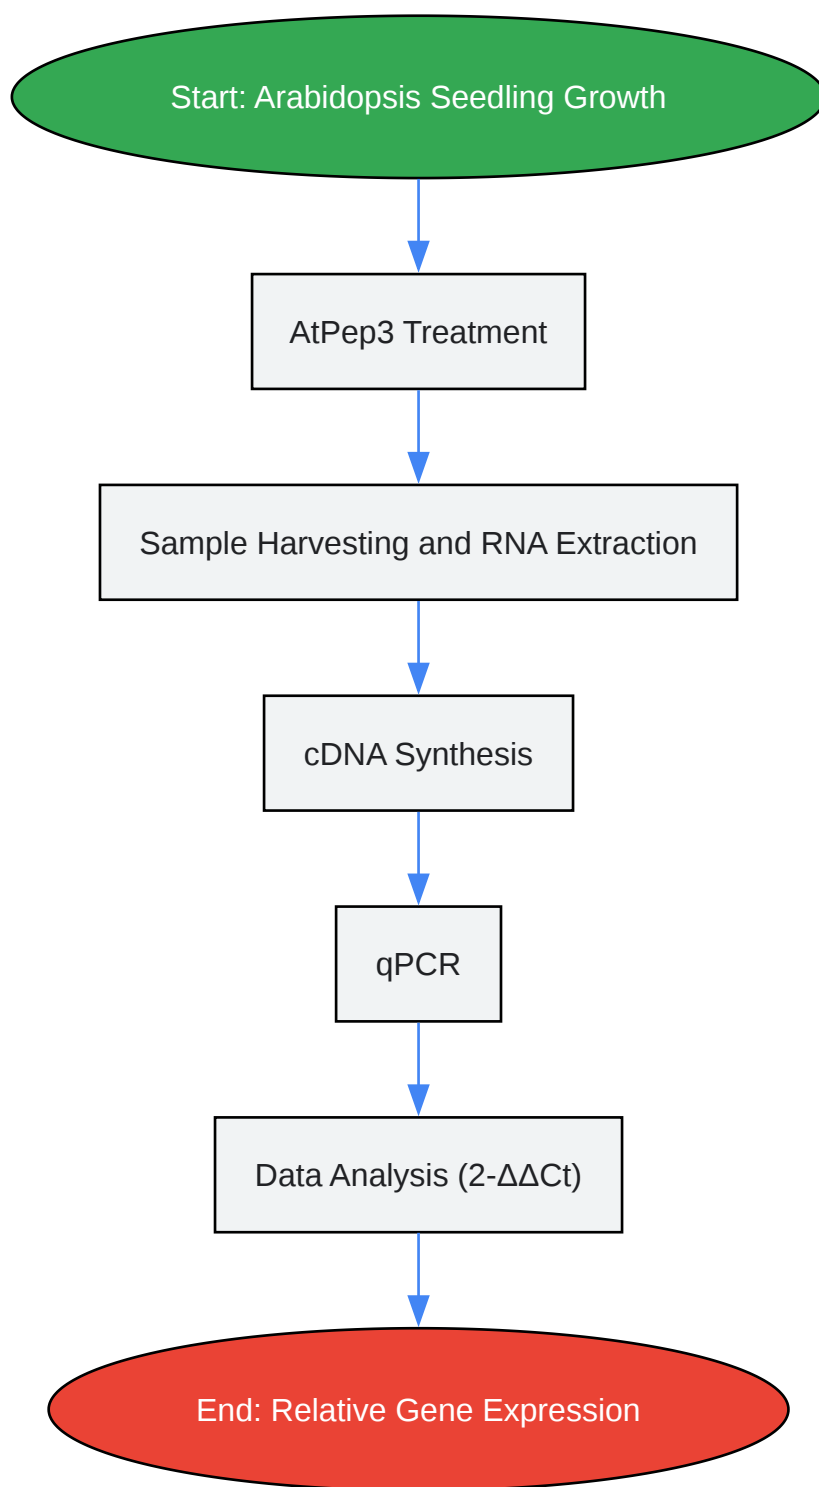 Start: Arabidopsis Seedling Growth
AtPep3 Treatment
Sample Harvesting and RNA Extraction
cDNA Synthesis
qPCR
Data Analysis (2-ΔΔCt)
End: Relative Gene Expression